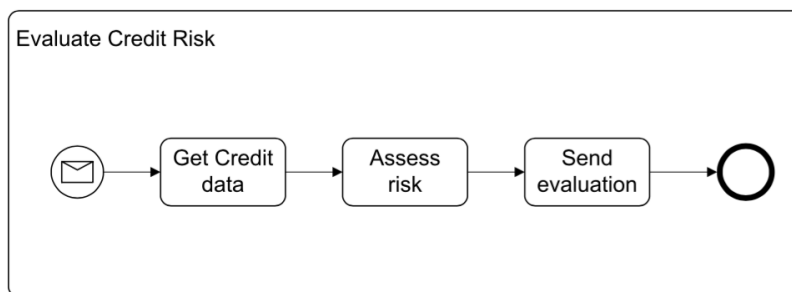 Evaluate Credit Risk
Get Credit
data
Assess
risk
Send
evaluation